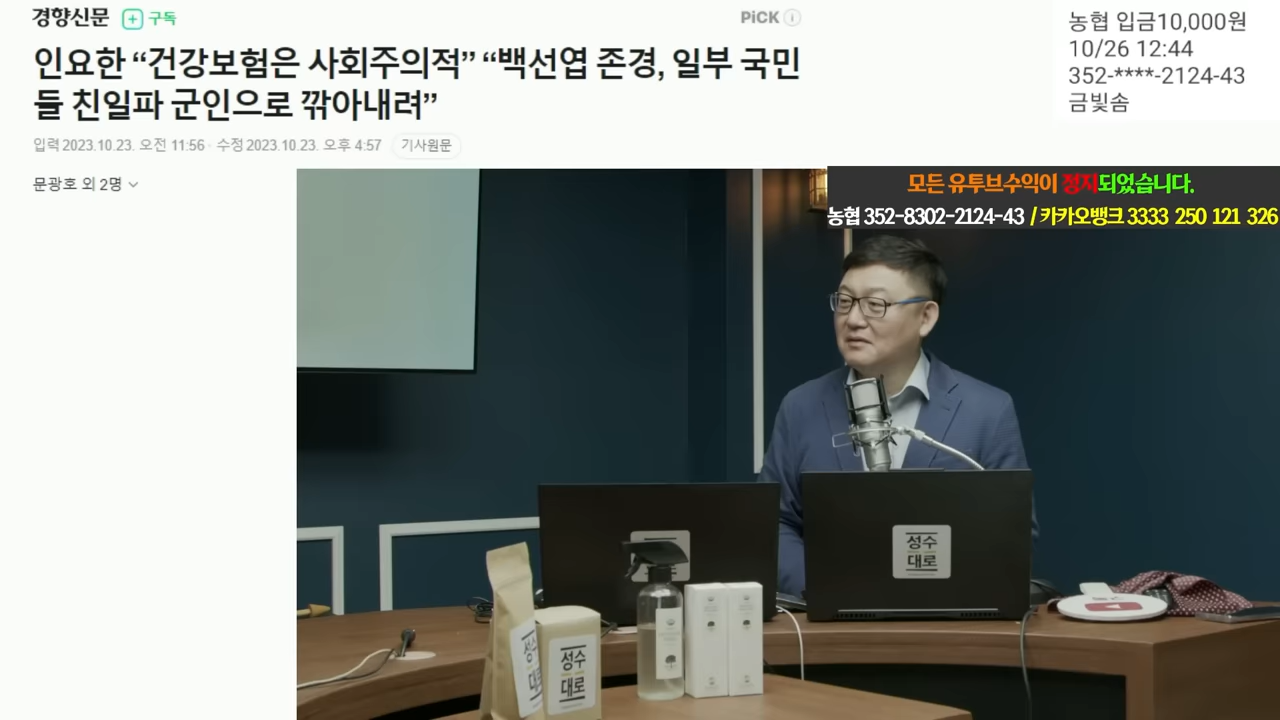 경향신문 구독
PiCK
인요한 “건강보험은 사회주의적” “백선엽 존경, 일부 국민
들 친일파 군인으로 깎아내려”
입력 2023.10.23. 오전 11:56 · 수정 2023.10.23. 오후 4:57 기사원문
문광호 외 2명
농협 입금10,000원
10/26 12:44
352-****-2124-43
금빛솜
모든 유투브수익이 정지되었습니다.
농협 352-8302-2124-43 / 카카오뱅크 3333 250 121 326
성수
대로
성수
대로
성수
대로